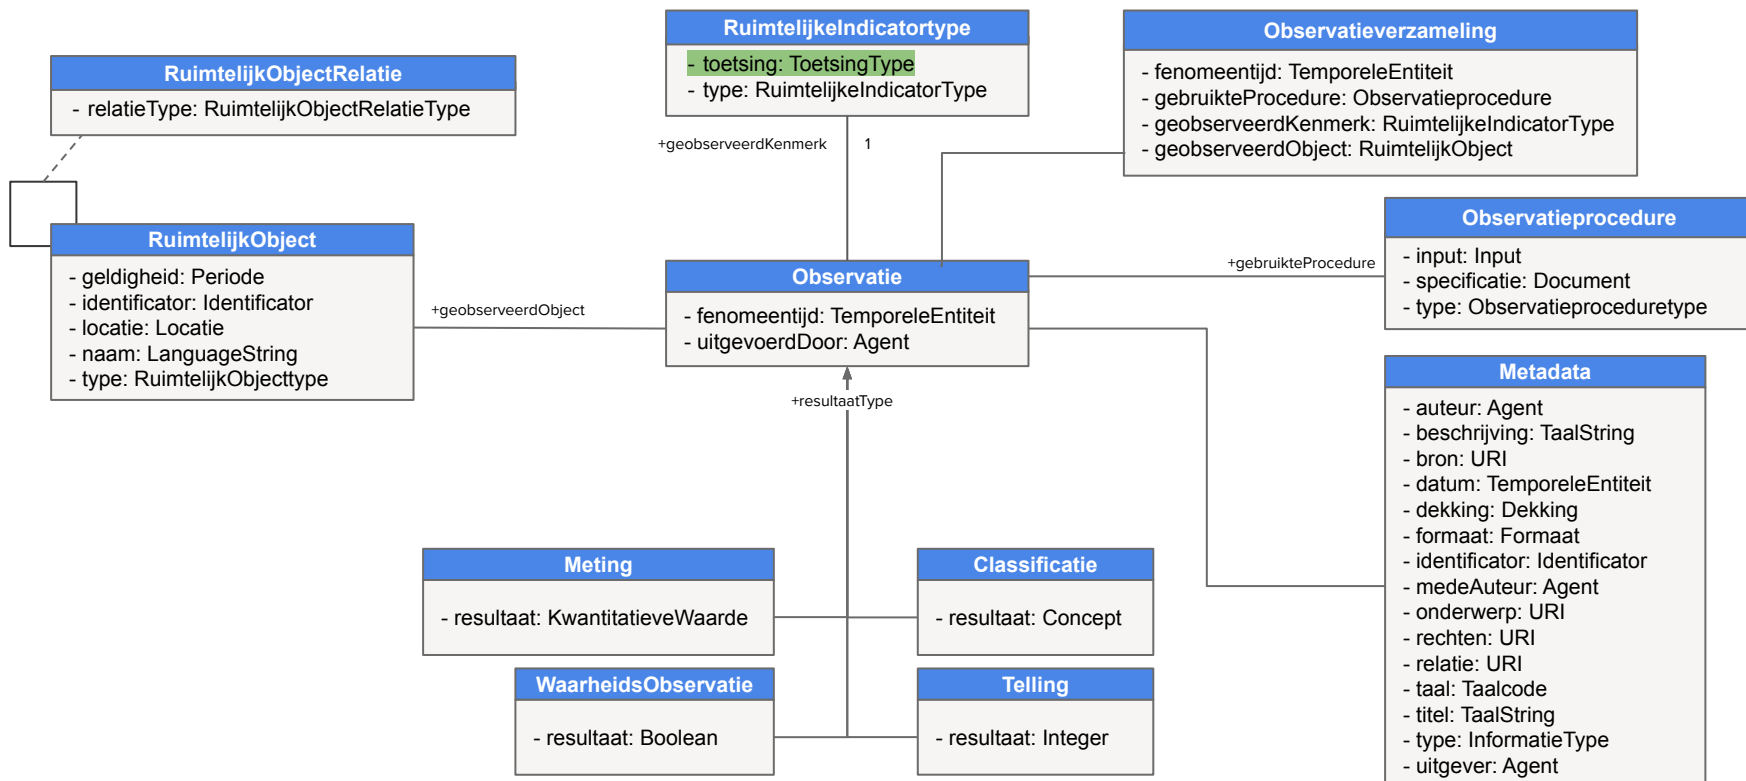 RuimtelijkeIndicatortype
- toetsing: ToetsingType
- type: RuimtelijkeIndicatorType
Observatieverzameling
- fenomeentijd: TemporeleEntiteit
- gebruikteProcedure: Observatieprocedure
- geobserveerdKenmerk: RuimtelijkeIndicatorType
- geobserveerdObject: RuimtelijkObject
RuimtelijkObjectRelatie
- relatieType: RuimtelijkObjectRelatieType
+geobserveerdKenmerk
1
RuimtelijkObject
- geldigheid: Periode
- identificator: Identificator
- locatie: Locatie
- naam: LanguageString
- type: RuimtelijkObjecttype
+geobserveerdObject
Observatie
- fenomeentijd: TemporeleEntiteit
- uitgevoerdDoor: Agent
+gebruikteProcedure
Observatieprocedure
- input: Input
- specificatie: Document
- type: Observatieproceduretype
+resultaatType
Metadata
- auteur: Agent
- beschrijving: TaalString
- bron: URI
- datum: TemporeleEntiteit
- dekking: Dekking
- formaat: Formaat
- identificator: Identificator
- medeAuteur: Agent
- onderwerp: URI
- rechten: URI
- relatie: URI
- taal: Taalcode
- titel: TaalString
- type: InformatieType
- uitgever: Agent
Meting
- resultaat: KwantitatieveWaarde
Classificatie
- resultaat: Concept
WaarheidsObservatie
- resultaat: Boolean
Telling
- resultaat: Integer